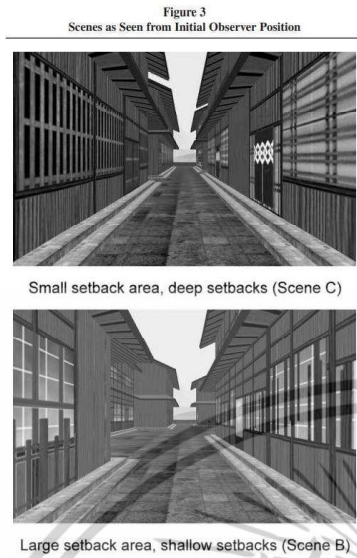 Figure 3
Scenes as Seen from Initial Observer Position
Small setback area, deep setbacks (Scene C)
Large setback area, shallow setbacks (Scene B)